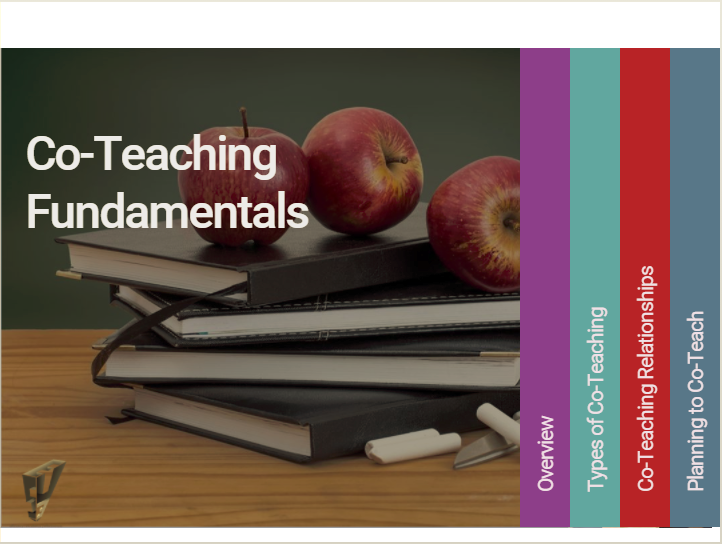 Co-Teaching
Fundamentals
Overview
Types of Co-Teaching
Co-Teaching Relationships
Planning to Co-Teach